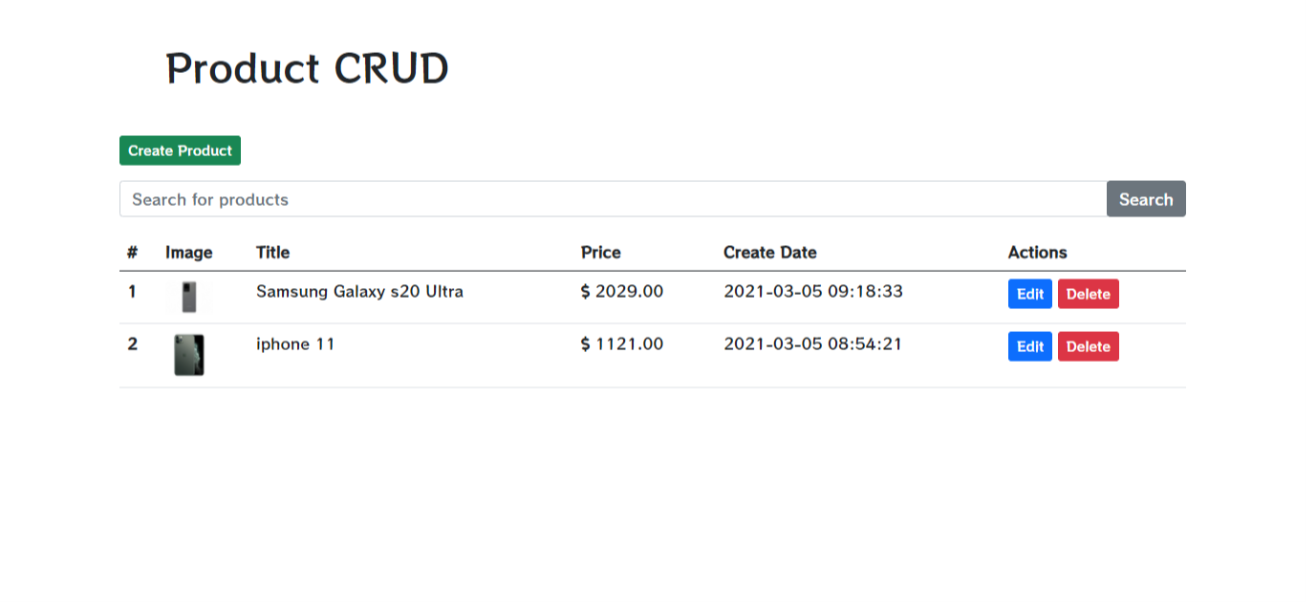 Product CRUD
Create Product
Search for products Search
# Image Title Price Create Date Actions
1 Samsung Galaxy s20 Ultra $ 2029.00 2021-03-05 09:18:33 Edit Delete
2 iphone 11 $ 1121.00 2021-03-05 08:54:21 Edit Delete